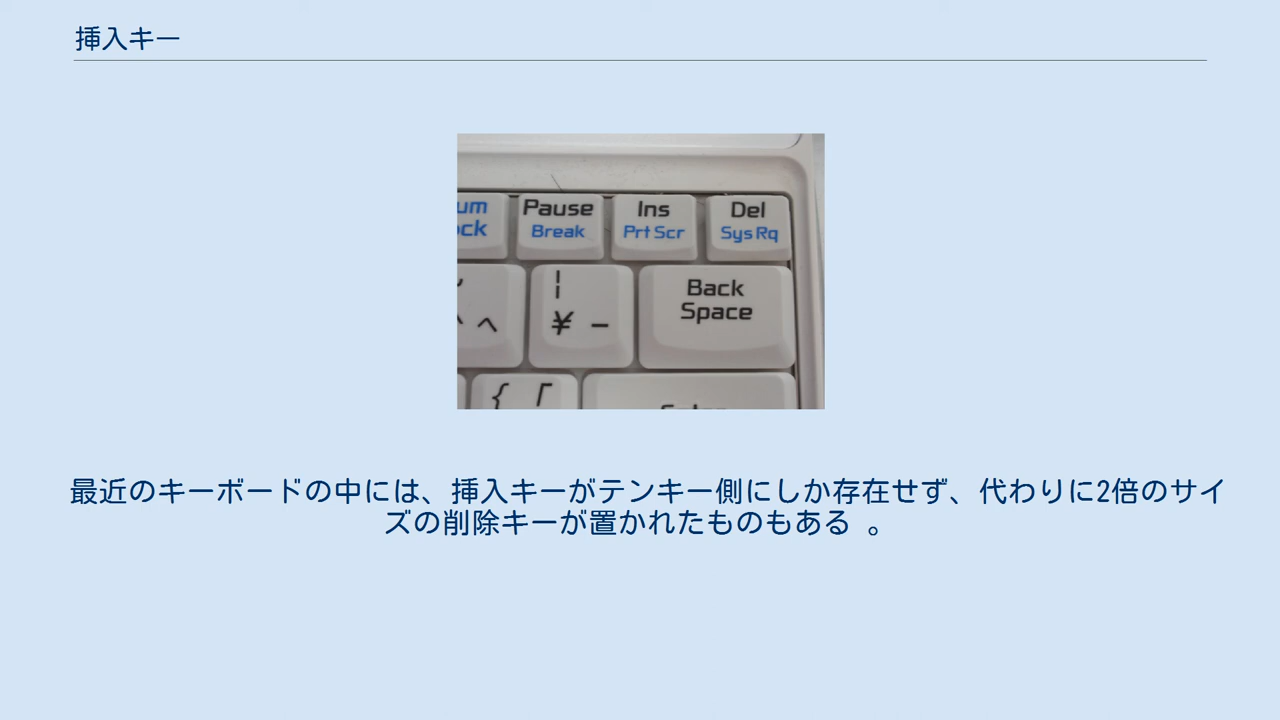 挿入キー
um Pause Ins Del
ock Break Prt Scr Sys Rq
| Back
^ へ ¥ ー Space
{ 「
最近のキーボードの中には、挿入キーがテンキー側にしか存在せず、代わりに2倍のサイ
ズの削除キーが置かれたものもある 。